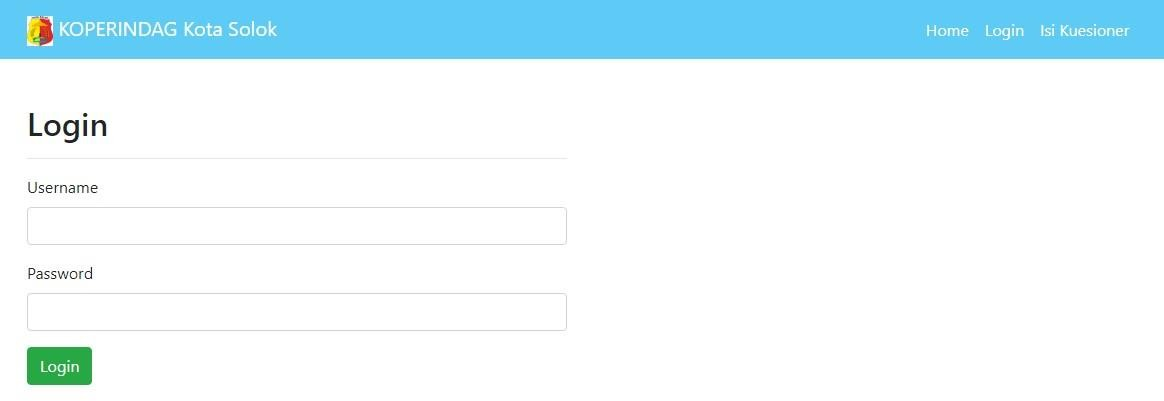 KOPERINDAG Kota Solok
Home Login Isi Kuesioner
Login
Username
Password
Login